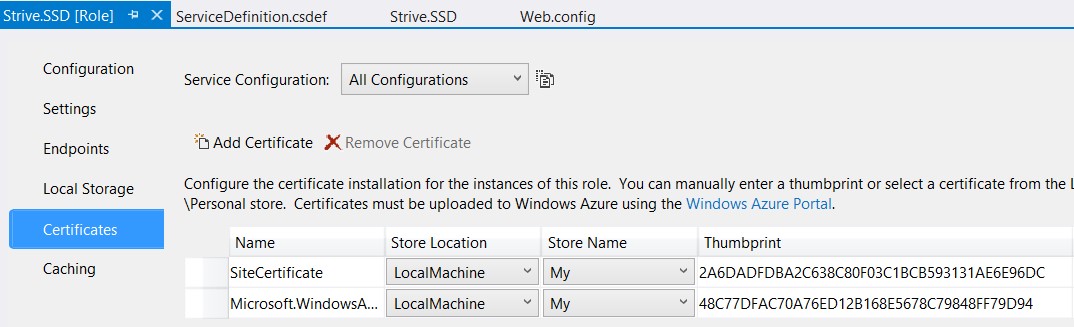 Strive.SSD [Role] ServiceDefinition.csdef Strive.SSD Web.config
Configuration
Service Configuration: All Configurations
Settings
Endpoints
Add Certificate Remove Certificate
Local Storage
Configure the certificate installation for the instances of this role. You can manually enter a thumbprint or select a certificate from the L
\Personal store. Certificates must be uploaded to Windows Azure using the Windows Azure Portal.
Certificates
Name Store Location Store Name Thumbprint
Caching
SiteCertificate LocalMachine My 2A6DADFDBA2C638C80F03C1BCB593131AE6E96DC
Microsoft.WindowsA... LocalMachine My 48C77DFAC70A76ED12B168E5678C79848FF79D94